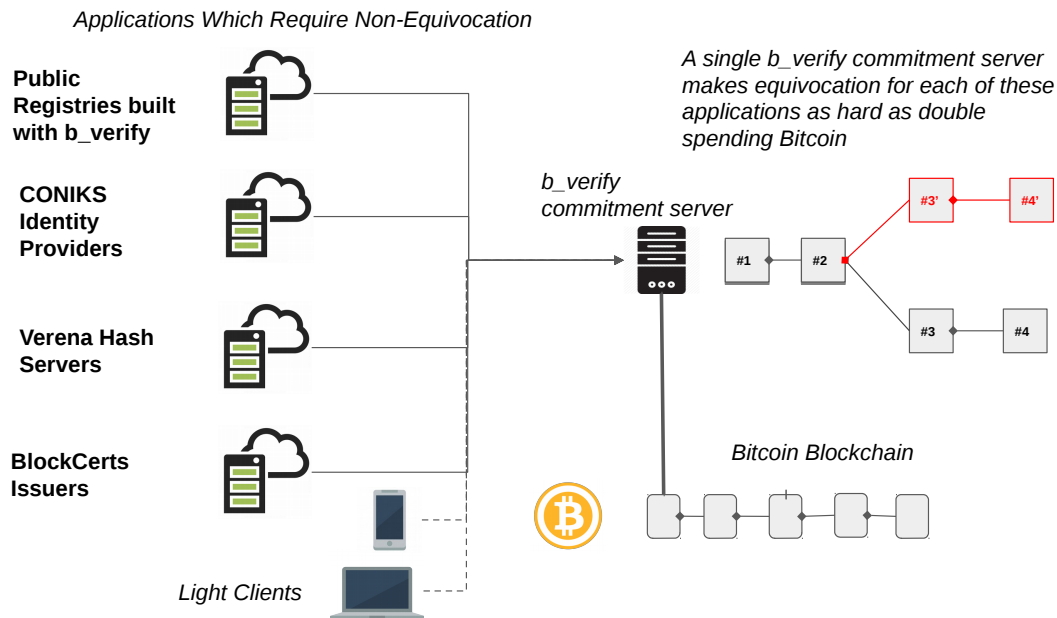 Applications Which Require Non-Equivocation
Public
Registries built
with b_verify
CONIKS
Identity
Providers
Verena Hash
Servers
BlockCerts
Issuers
Light Clients
A single b_verify commitment server
makes equivocation for each of these
applications as hard as double
spending Bitcoin
b_verify
commitment server
#1
#2
#3'
#4'
#3
#4
Bitcoin Blockchain